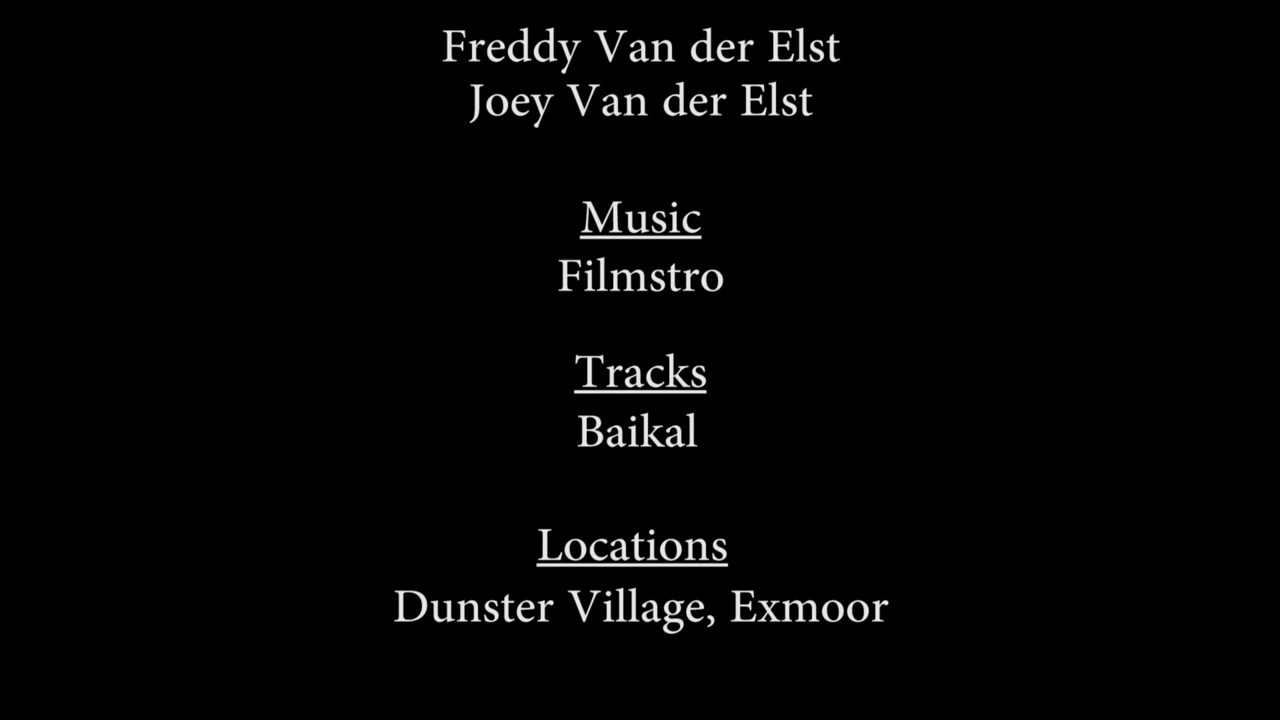 Freddy Van der Elst
Joey Van der Elst
Music
Filmstro
Tracks
Baikal
Locations
Dunster Village, Exmoor